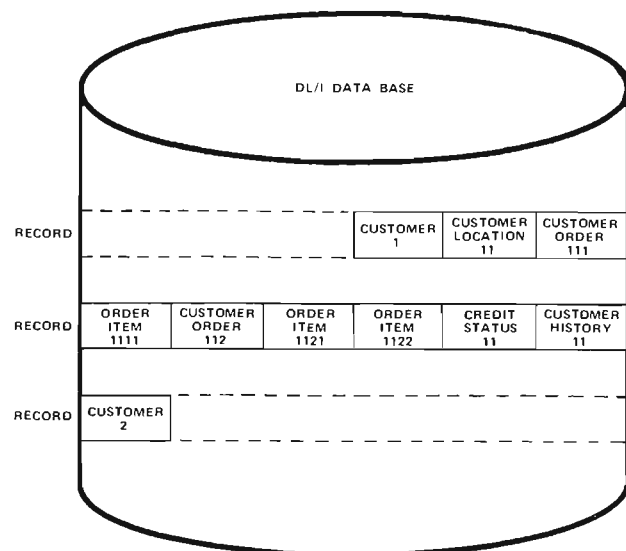 DL/I DATA BASE
RECORD
CUSTOMER
1
CUSTOMER
LOCATION
11
CUSTOMER
ORDER
111
RECORD
ORDER
ITEM
1111
CUSTOMER
ORDER
112
ORDER
ITEM
1121
ORDER
ITEM
1122
CREDIT
STATUS
11
CUSTOMER
HISTORY
11
RECORD
CUSTOMER
2